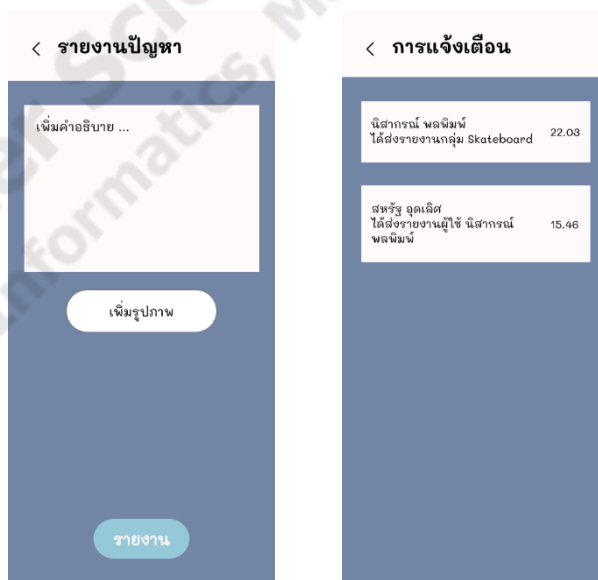 < รายงานปัญหา
เพิ่มคำอธิบาย ...
เพิ่มรูปภาพ
รายงาน
< การแจ้งเตือน
นิสากรณ์ พลพิมพ์
ได้ส่งรายงานกลุ่ม Skateboard 22.03
สหรัฐ อุดเลิศ
ได้ส่งรายงานผู้ใช้ นิสากรณ์ 15.46
พลพิมพ์